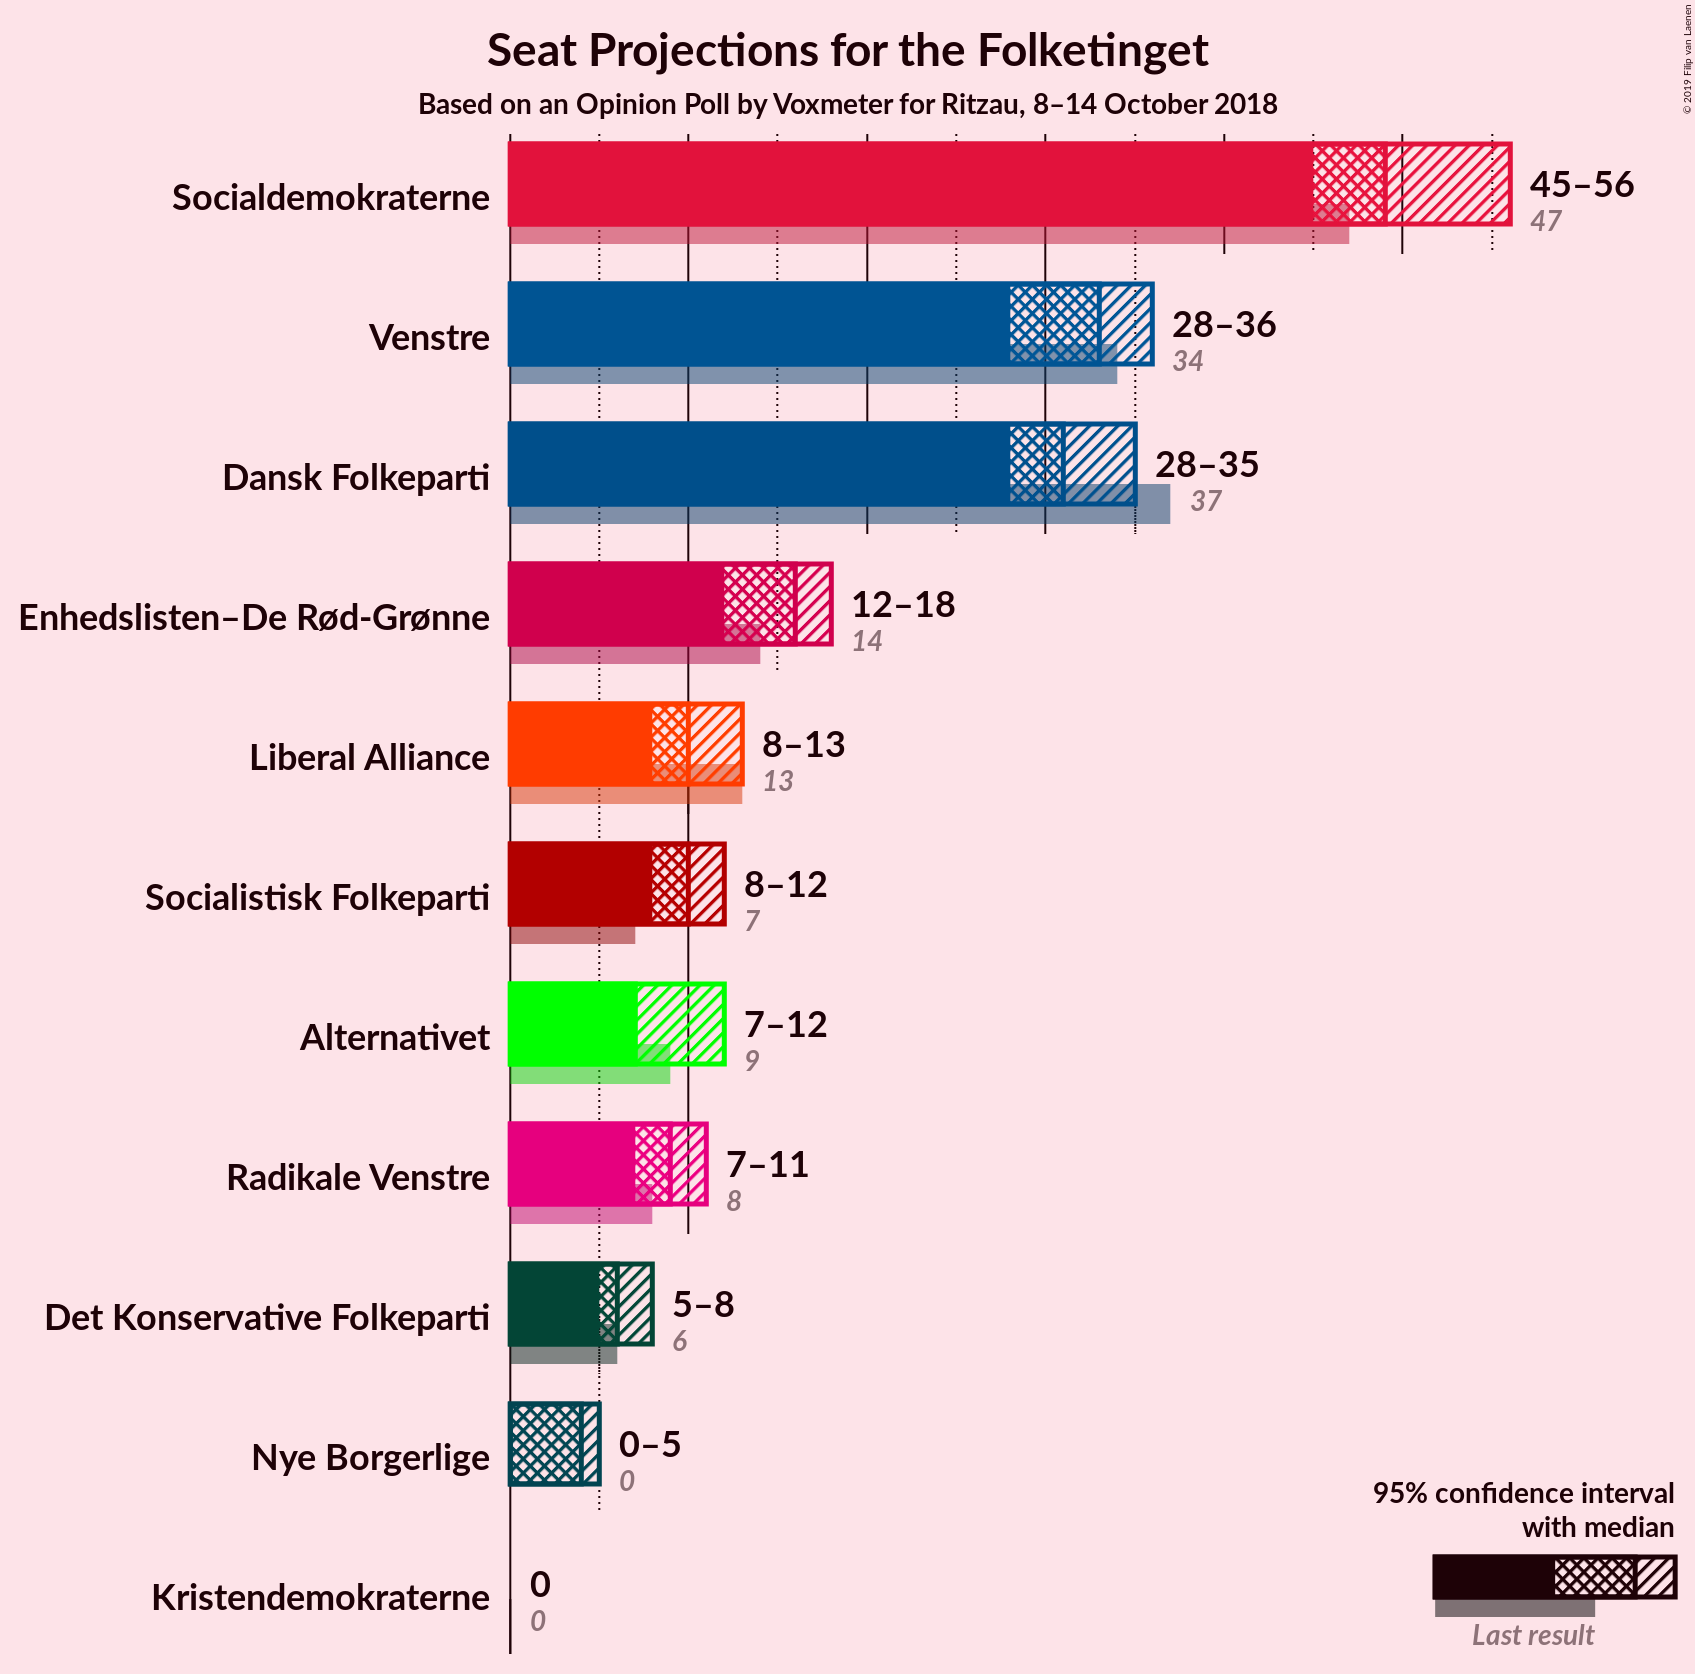 © 2019 Filip van Laenen
Seat Projections for the Folketinget
Based on an Opinion Poll by Voxmeter for Ritzau, 8–14 October 2018
Socialdemokraterne
45–56
47
Venstre
28–36
34
Dansk Folkeparti
28–35
37
Enhedslisten–De Rød-Grønne
12–18
14
Liberal Alliance
8–13
13
Socialistisk Folkeparti
8–12
7
Alternativet
7–12
9
Radikale Venstre
7–11
8
Det Konservative Folkeparti
5–8
6
Nye Borgerlige
0–5
0
Kristendemokraterne
0
0
95% confidence interval
with median
Last result